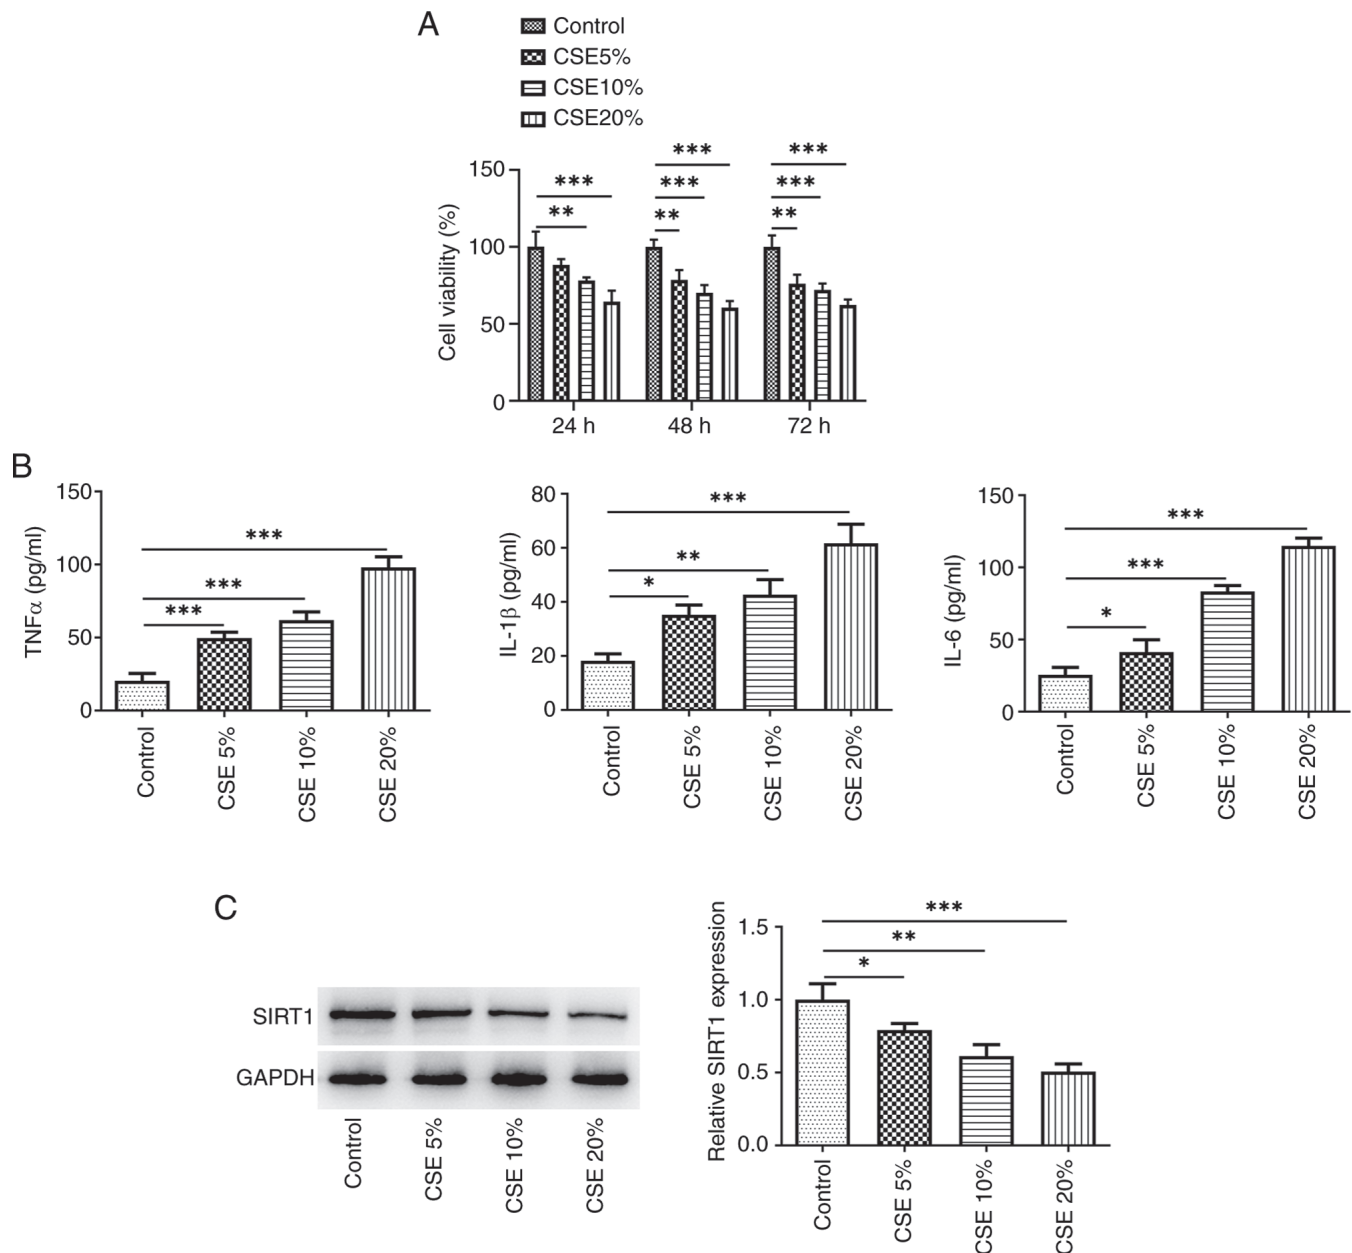 A
Control
CSE5%
CSE10%
CSE20%
Cell viability (%)
150
100
50
0
***
**
***
***
**
***
***
**
24 h
48 h
72 h
B
TNFα (pg/ml)
150
100
50
0
***
***
***
Control
CSE 5%
CSE 10%
CSE 20%
IL-1β (pg/ml)
80
60
40
20
0
***
**
*
Control
CSE 5%
CSE 10%
CSE 20%
IL-6 (pg/ml)
150
100
50
0
***
***
*
Control
CSE 5%
CSE 10%
CSE 20%
C
SIRT1
GAPDH
Control
CSE 5%
CSE 10%
CSE 20%
Relative SIRT1 expression
1.5
1.0
0.5
0.0
***
**
*
Control
CSE 5%
CSE 10%
CSE 20%